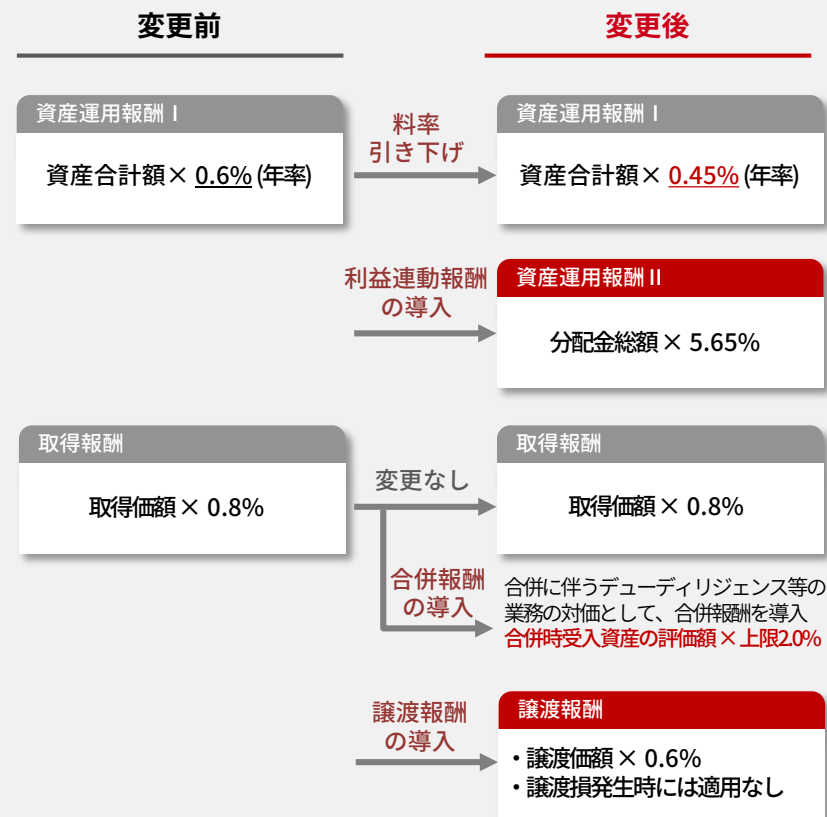 変更前
変更後
資産運用報酬Ⅰ
資産合計額× 0.6% (年率)
料率
引き下げ
資産運用報酬Ⅰ
資産合計額× 0.45% (年率)
利益連動報酬
の導入
資産運用報酬Ⅱ
分配金総額× 5.65%
取得報酬
取得価額× 0.8%
変更なし
取得報酬
取得価額× 0.8%
合併報酬
の導入
合併に伴うデューディリジェンス等の
業務の対価として、合併報酬を導入
合併時受入資産の評価額×上限2.0%
譲渡報酬
の導入
譲渡報酬
・譲渡価額× 0.6%
・譲渡損発生時には適用なし